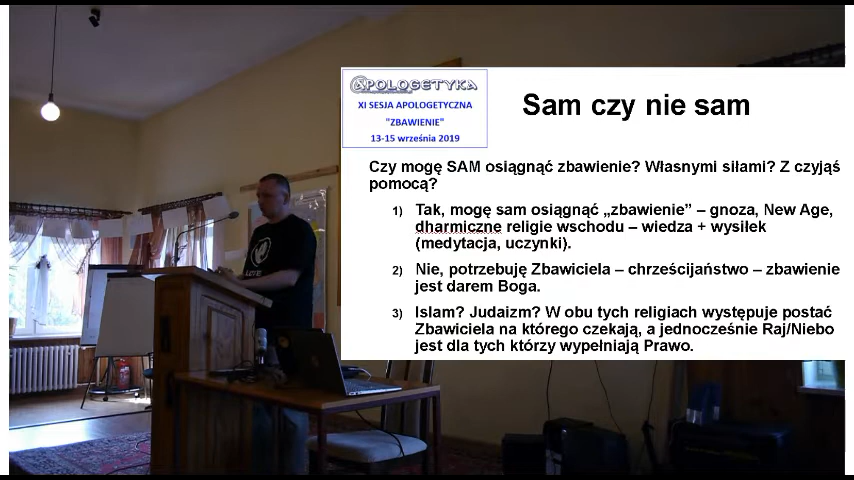 APOLOGETYKA
XI SESJA APOLOGETYCZNA
"ZBAWIENIE"
13-15 września 2019
Sam czy nie sam
Czy mogę SAM osiągnąć zbawienie? Własnymi siłami? Z czyjąś
pomocą?
1) Tak, mogę sam osiągnąć „zbawienie” – gnoza, New Age,
dharmiczne religie wschodu – wiedza + wysiłek
(medytacja, uczynki).
2) Nie, potrzebuję Zbawiciela – chrześcijaństwo – zbawienie
jest darem Boga.
3) Islam? Judaizm? W obu tych religiach występuje postać
Zbawiciela na którego czekają, a jednocześnie Raj/Niebo
jest dla tych którzy wypełniają Prawo.